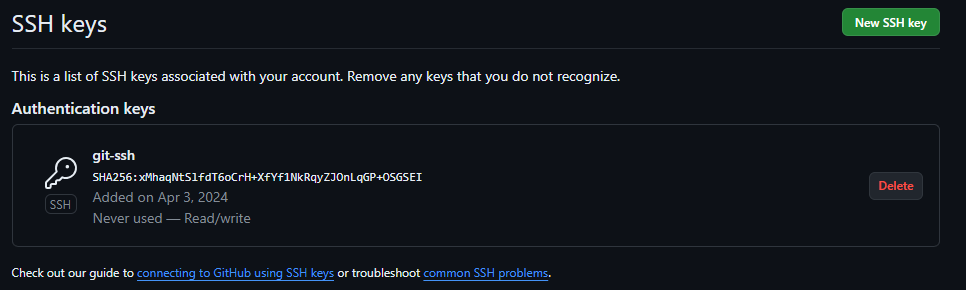 SSH keys
New SSH key
This is a list of SSH keys associated with your account. Remove any keys that you do not recognize.
Authentication keys
git-ssh
SHA256:xMhaqNtSlfdT6oCrH+XfYf1NkRqyZJOnLqGP+OSGSEI
SSH
Added on Apr 3, 2024
Never used — Read/write
Delete
Check out our guide to connecting to GitHub using SSH keys or troubleshoot common SSH problems.